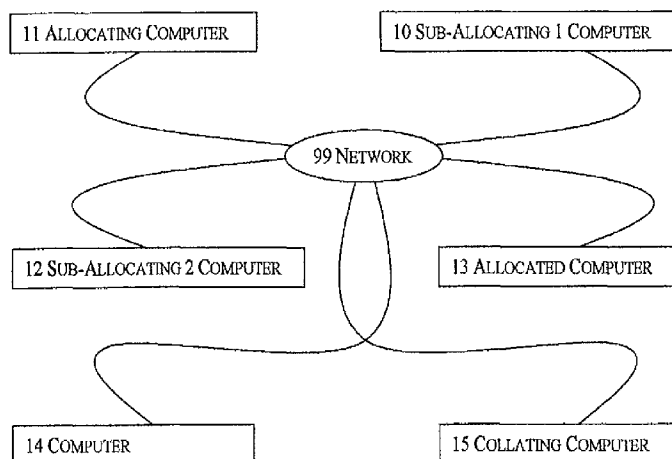 11 ALLOCATING COMPUTER
10 SUB-ALLOCATING 1 COMPUTER
99 NETWORK
12 SUB-ALLOCATING 2 COMPUTER
13 ALLOCATED COMPUTER
14 COMPUTER
15 COLLATING COMPUTER